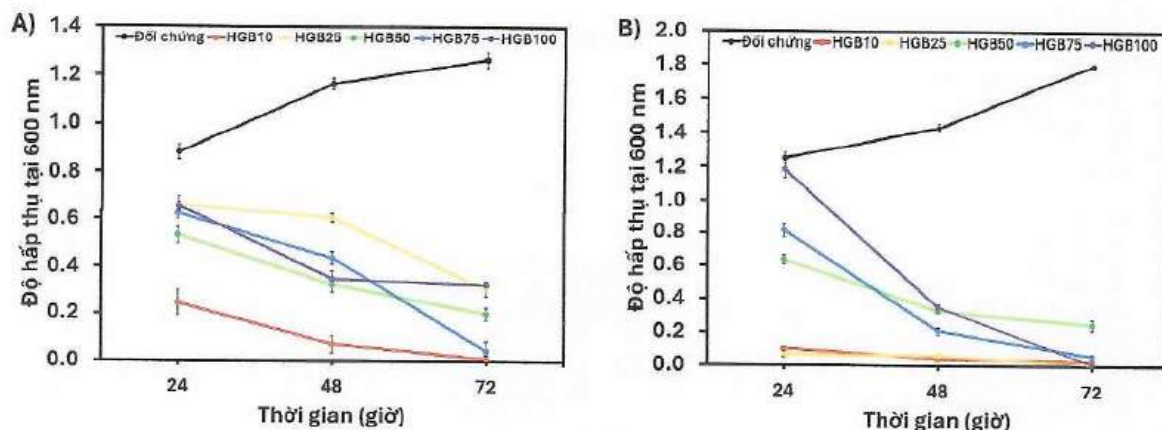 A)
Đối chứng HGB10 HGB25 HGB50 HGB75 HGB100
1.4
1.2
1.0
0.8
0.6
0.4
0.2
0.0
Độ hấp thụ tại 600 nm
24 48 72
Thời gian (giờ)
B)
Đối chứng HGB10 HGB25 HGB50 HGB75 HGB100
2.0
1.8
1.6
1.4
1.2
1.0
0.8
0.6
0.4
0.2
0.0
Độ hấp thụ tại 600 nm
24 48 72
Thời gian (giờ)